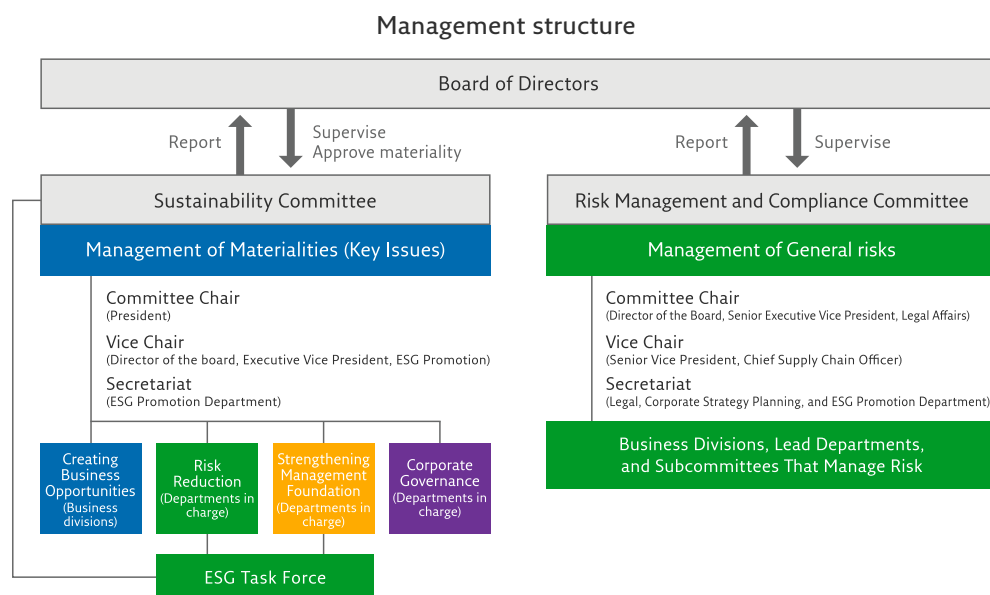 Management structure
Board of Directors
Report
Supervise
Approve materiality
Report
Supervise
Sustainability Committee
Management of Materialities (Key Issues)
Committee Chair
(President)
Vice Chair
(Director of the board, Executive Vice President, ESG Promotion)
Secretariat
(ESG Promotion Department)
Creating
Business
Opportunities
(Business
divisions)
Risk
Reduction
(Departments in
charge)
Strengthening
Management
Foundation
(Departments in
charge)
Corporate
Governance
(Departments in
charge)
ESG Task Force
Risk Management and Compliance Committee
Management of General risks
Committee Chair
(Director of the Board, Senior Executive Vice President, Legal Affairs)
Vice Chair
(Senior Vice President, Chief Supply Chain Officer)
Secretariat
(Legal, Corporate Strategy Planning, and ESG Promotion Department)
Business Divisions, Lead Departments,
and Subcommittees That Manage Risk